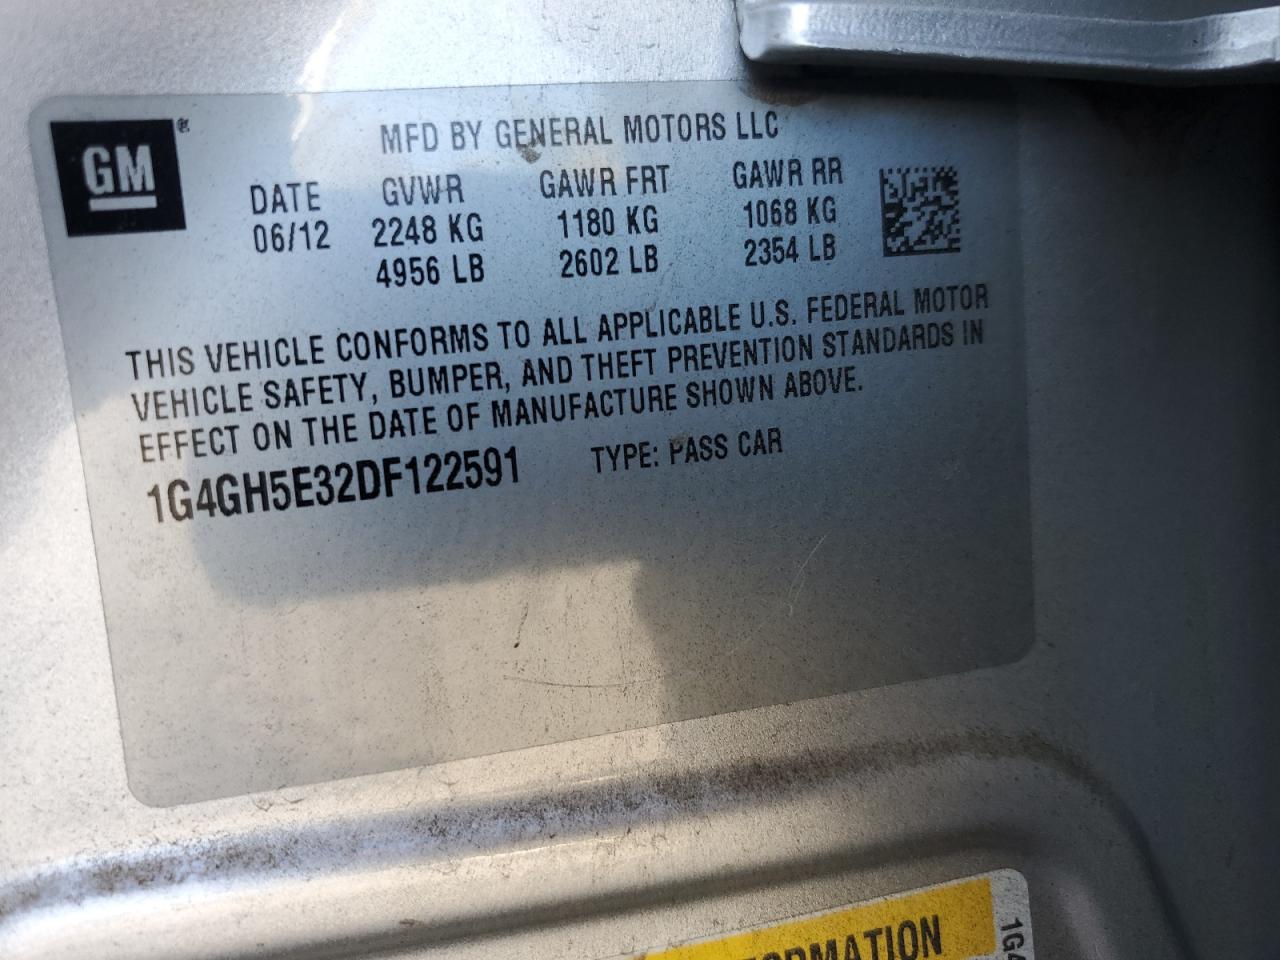 GM ®
MFD BY GENERAL MOTORS LLC
DATE GVWR GAWR FRT GAWR RR
06/12 2248 KG 1180 KG 1068 KG
4956 LB 2602 LB 2354 LB
THIS VEHICLE CONFORMS TO ALL APPLICABLE U.S. FEDERAL MOTOR
VEHICLE SAFETY, BUMPER, AND THEFT PREVENTION STANDARDS IN
EFFECT ON THE DATE OF MANUFACTURE SHOWN ABOVE.
1G4GH5E32DF122591 TYPE: PASS CAR